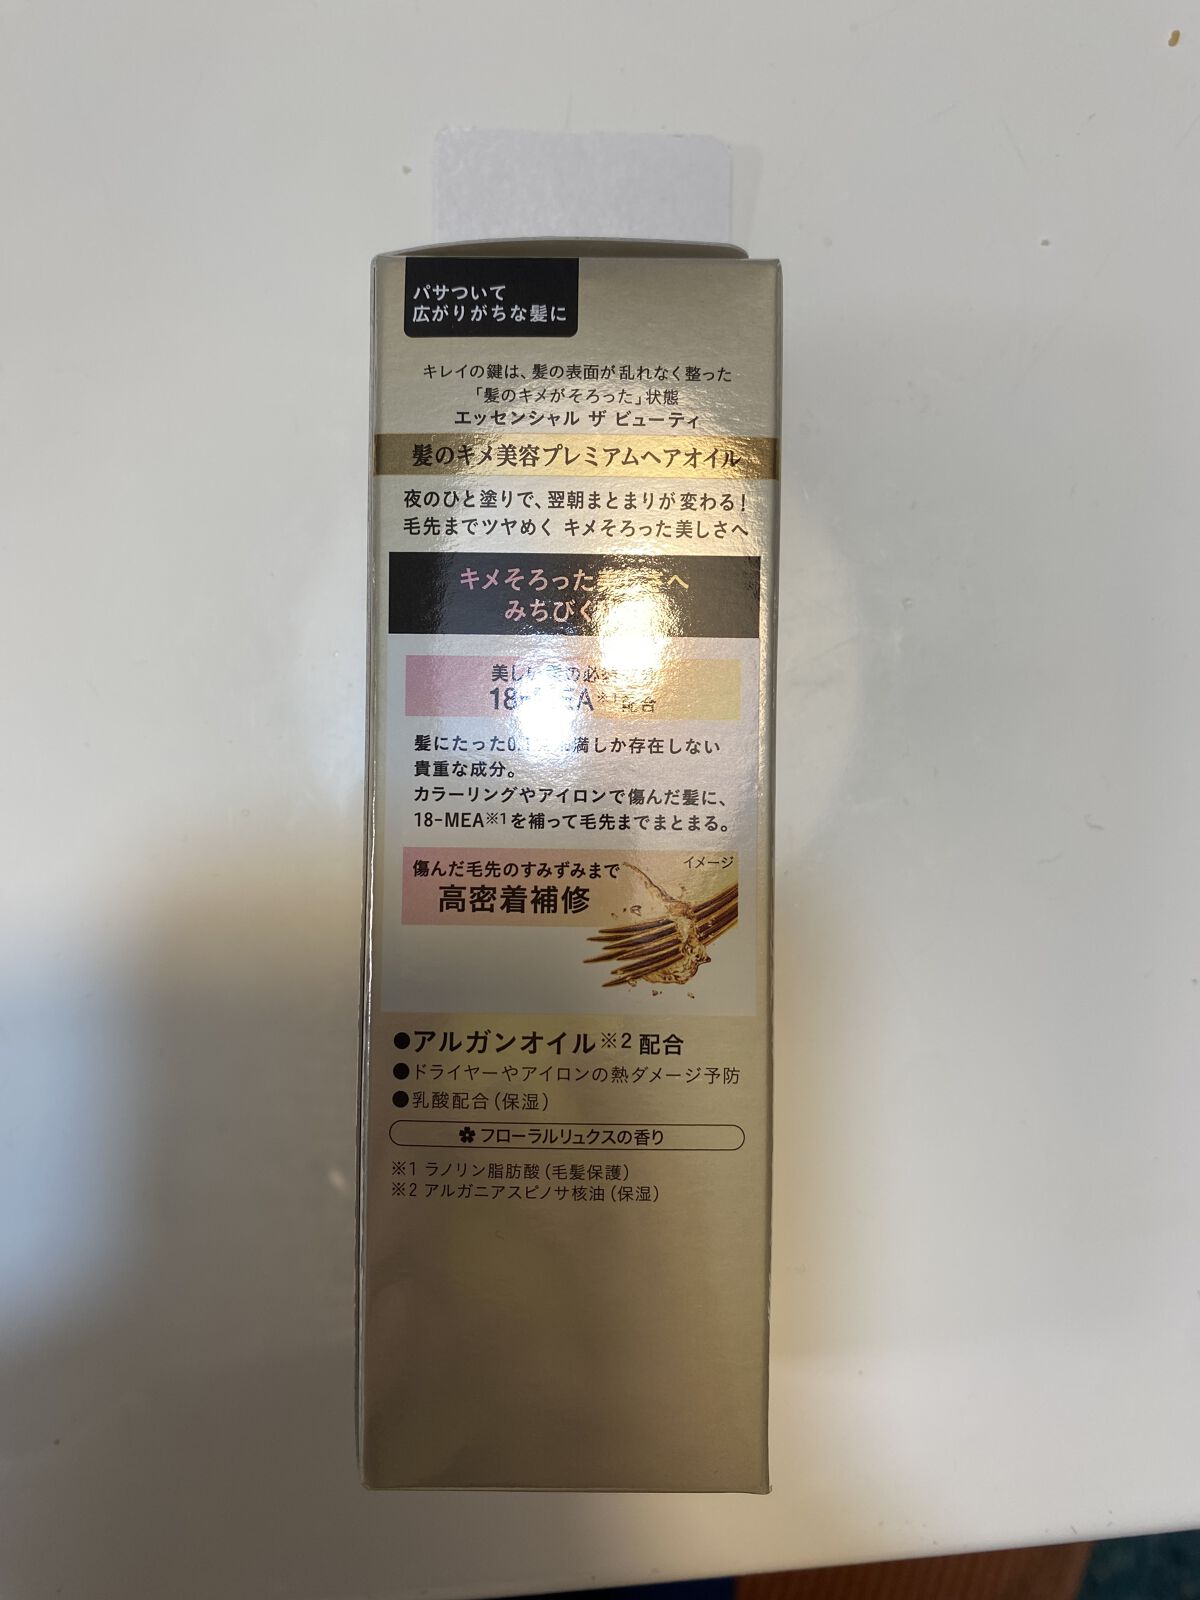 パサついて
広がりがちな髪に
キレイの鍵は、髪の表面が乱れなく整った
「髪のキメがそろった」状態
エッセンシャル ザ ビューティ
髪のキメ美容プレミアムヘアオイル
夜のひと塗りで、翌朝まとまりが変わる!
毛先までツヤめく キメそろった美しさへ
キメそろった美しさへ
みちびく
美しい髪の必須
18-MEA※1配合
髪にたった 満しか存在しない
貴重な成分。
カラーリングやアイロンで傷んだ髪に、
18-MEA※1を補って毛先までまとまる。
傷んだ毛先のすみずみまで
イメージ
高密着補修
●アルガンオイル※2 配合
●ドライヤーやアイロンの熱ダメージ予防
●乳酸配合(保湿)
フローラルリュクスの香り
※1 ラノリン脂肪酸(毛髪保護)
※2 アルガニアスピノサ核油(保湿)